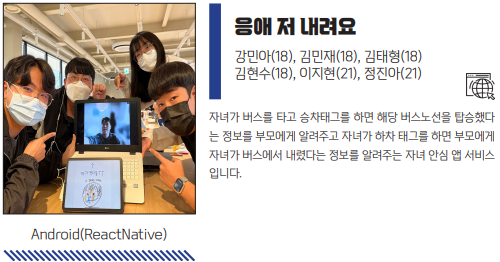 응애 저 내려요
강민아(18), 김민재(18), 김태형(18)
김현수(18), 이지현(21), 정진아(21)
자녀가 버스를 타고 승차태그를 하면 해당 버스노선을 탑승했다
는 정보를 부모에게 알려주고 자녀가 하차 태그를 하면 부모에게
자녀가 버스에서 내렸다는 정보를 알려주는 자녀 안심 앱 서비스
입니다.
Android(ReactNative)